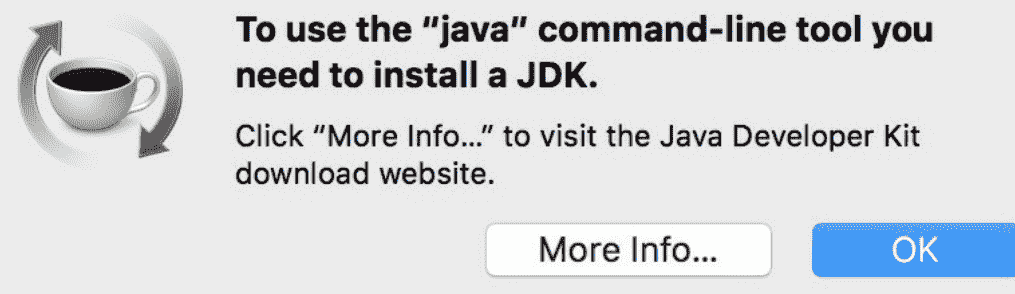 To use the “java” command-line tool you
need to install a JDK.
Click “More Info...” to visit the Java Developer Kit
download website.
More Info...
OK